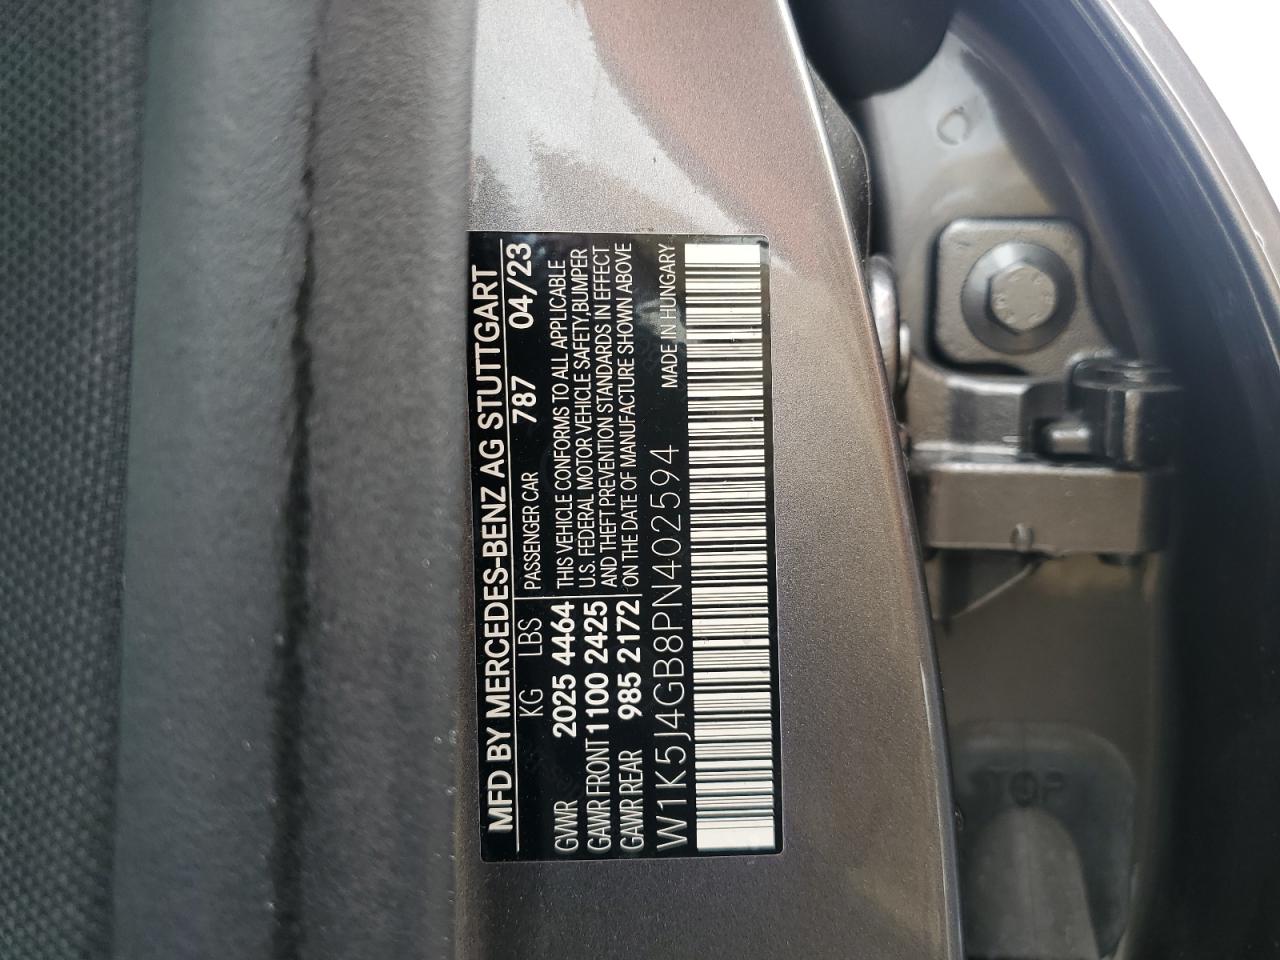 MFD BY MERCEDES-BENZ AG STUTTGART
KG LBS PASSENGER CAR 787 04/23
GVWR 2025 4464
GAWR FRONT 1100 2425
GAWR REAR 985 2172
THIS VEHICLE CONFORMS TO ALL APPLICABLE
U.S. FEDERAL MOTOR VEHICLE SAFETY,BUMPER
AND THEFT PREVENTION STANDARDS IN EFFECT
ON THE DATE OF MANUFACTURE SHOWN ABOVE
W1K5J4GB8PN402594 MADE IN HUNGARY
C
TOP